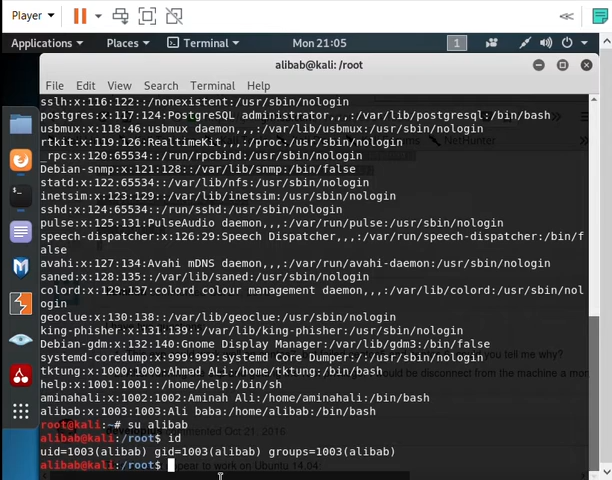 Player
Applications Places Terminal Mon 21:05 1
alibab@kali: /root
File Edit View Search Terminal Help
sslh:x:116:122::/nonexistent:/usr/sbin/nologin
postgres:x:117:124:PostgreSQL administrator,,,:/var/lib/postgresql:/bin/bash
usbmux:x:118:46:usbmux daemon,,,:/var/lib/usbmux:/usr/sbin/nologin
rtkit:x:119:126:RealtimeKit,,,:/proc:/usr/sbin/nologin
_rpc:x:120:65534::/run/rpcbind:/usr/sbin/nologin
Debian-snmp:x:121:128::/var/lib/snmp:/bin/false
statd:x:122:65534::/var/lib/nfs:/usr/sbin/nologin
inetsim:x:123:129::/var/lib/inetsim:/usr/sbin/nologin
sshd:x:124:65534::/run/sshd:/usr/sbin/nologin
pulse:x:125:131:PulseAudio daemon,,,:/var/run/pulse:/usr/sbin/nologin
speech-dispatcher:x:126:29:Speech Dispatcher,,,:/var/run/speech-dispatcher:/bin/f
alse
avahi:x:127:134:Avahi mDNS daemon,,,:/var/run/avahi-daemon:/usr/sbin/nologin
saned:x:128:135::/var/lib/saned:/usr/sbin/nologin
colord:x:129:137:colord colour management daemon,,,:/var/lib/colord:/usr/sbin/nol
ogin
geoclue:x:130:138::/var/lib/geoclue:/usr/sbin/nologin
king-phisher:x:131:139::/var/lib/king-phisher:/usr/sbin/nologin
Debian-gdm:x:132:140:Gnome Display Manager:/var/lib/gdm3:/bin/false
systemd-coredump:x:999:999:systemd Core Dumper:/:/sbin/nologin
tktung:x:1000:1000:Ahmad Ali:/home/tktung:/bin/bash
help:x:1001:1001::/home/help:/bin/sh
aminahali:x:1002:1002:Aminah Ali:/home/aminahali:/bin/bash
alibab:x:1003:1003:Ali baba:/home/alibab:/bin/bash
root@kali:~# su alibab
alibab@kali:/root$ id
uid=1003(alibab) gid=1003(alibab) groups=1003(alibab)
alibab@kali:/root$